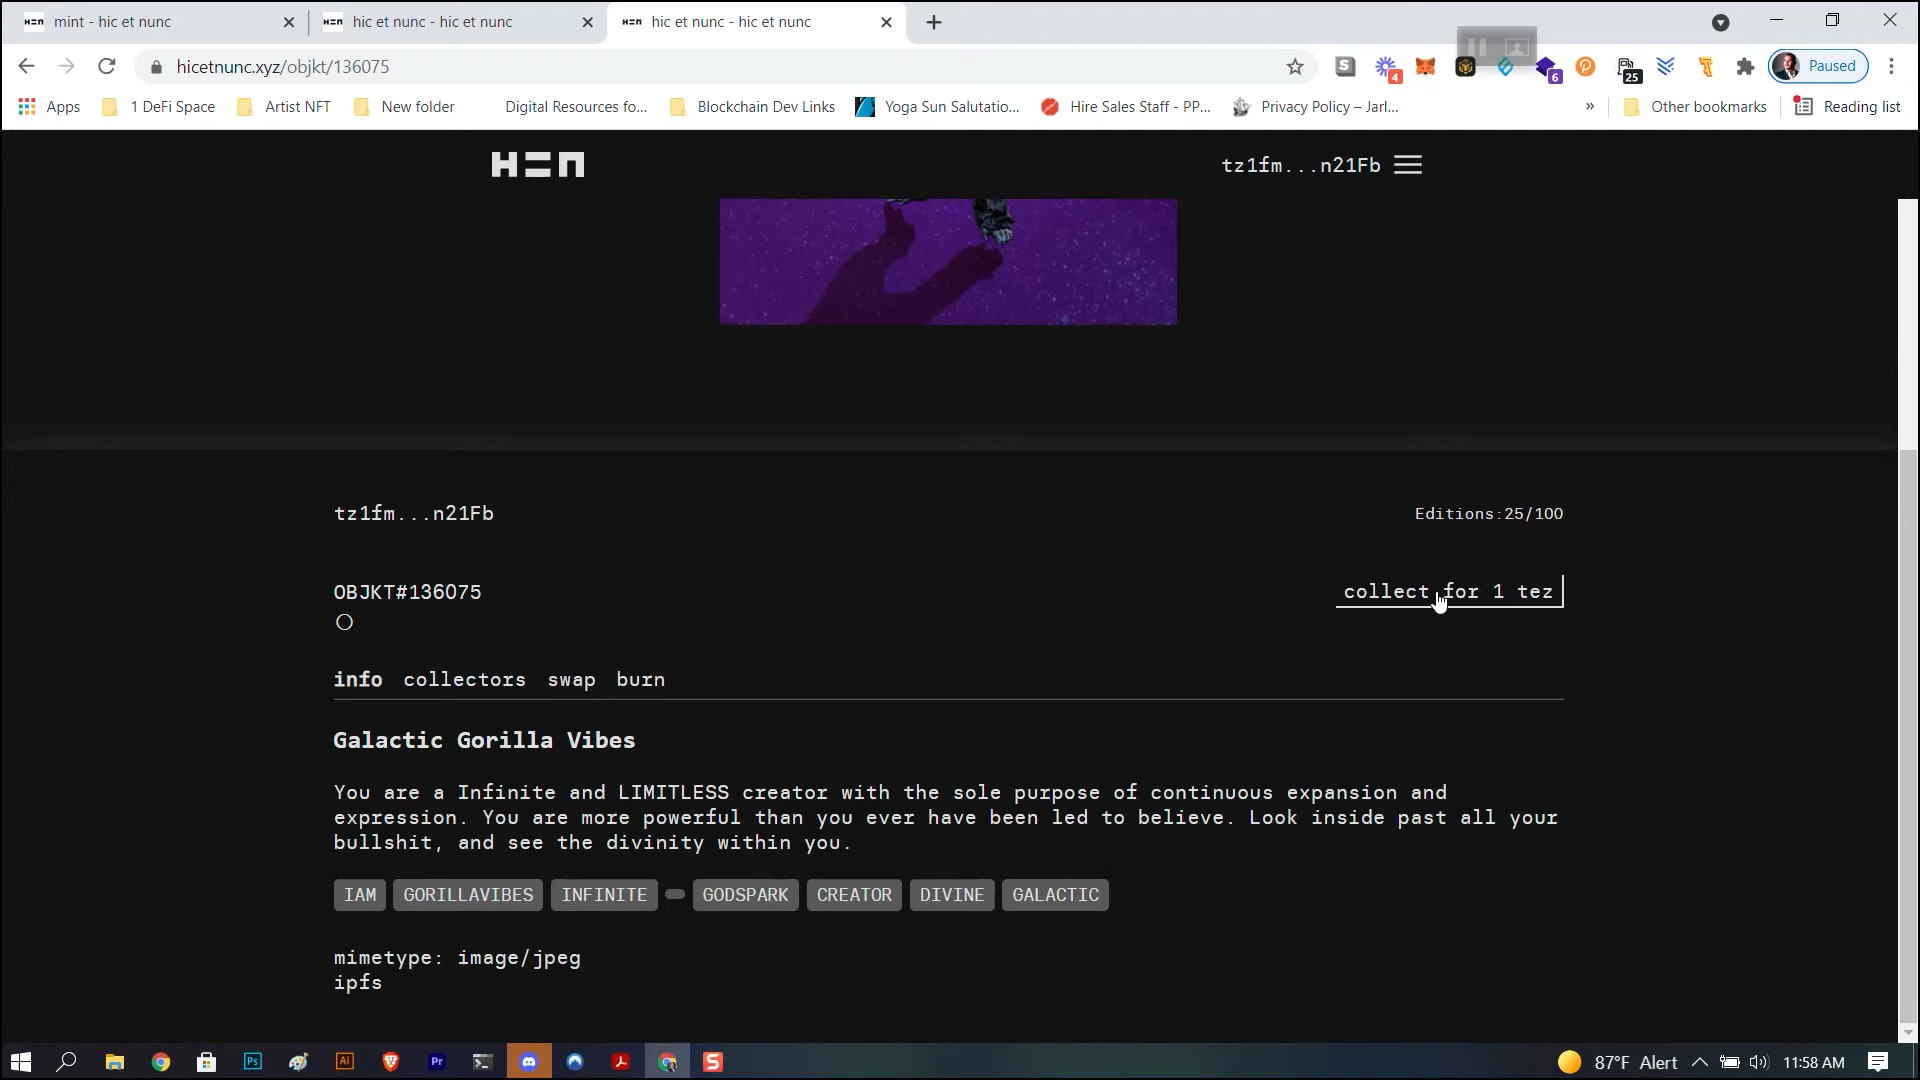 mint - hic et nunc
hic et nunc - hic et nunc
hic et nunc - hic et nunc
hicetnunc.xyz/objkt/136075
4
6
25
Paused
Apps
1 DeFi Space
Artist NFT
New folder
Digital Resources fo...
Blockchain Dev Links
Yoga Sun Salutatio...
Hire Sales Staff - PP...
Privacy Policy – Jarl...
»
Other bookmarks
Reading list
H=N
tz1fm...n21Fb
tz1fm...n21Fb
Editions:25/100
OBJKT#136075
collect for 1 tez
info collectors swap burn
Galactic Gorilla Vibes
You are a Infinite and LIMITLESS creator with the sole purpose of continuous expansion and
expression. You are more powerful than you ever have been led to believe. Look inside past all your
bullshit, and see the divinity within you.
IAM GORILLAVIBES INFINITE GODSPARK CREATOR DIVINE GALACTIC
mimetype: image/jpeg
ipfs
Ps
Ai
Pr
S
87°F Alert
11:58 AM